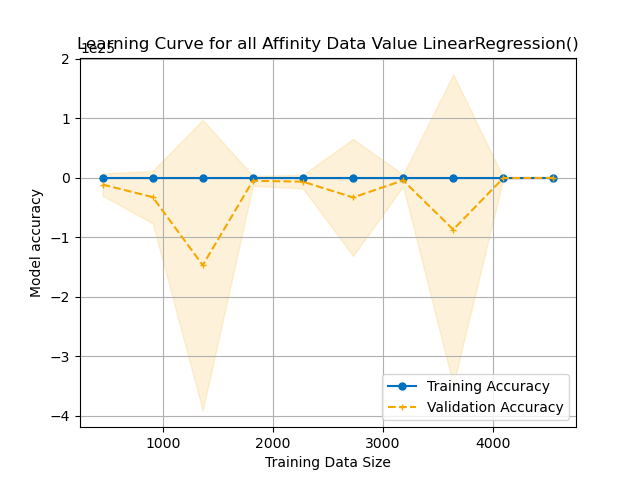 Learning Curve for all Affinity Data Value LinearRegression()
1e25
2
1
0
−1
−2
−3
−4
Model accuracy
1000 2000 3000 4000
Training Data Size
Training Accuracy
Validation Accuracy